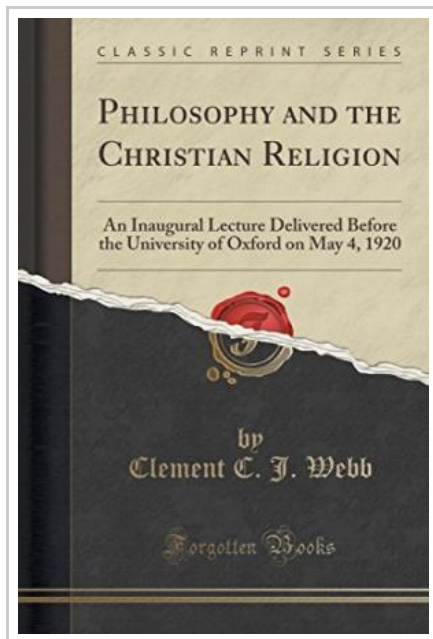 CLASSIC REPRINT SERIES
PHILOSOPHY AND THE
CHRISTIAN RELIGION
An Inaugural Lecture Delivered Before
the University of Oxford on May 4, 1920
by
Clement C. J. Webb
Forgotten Books